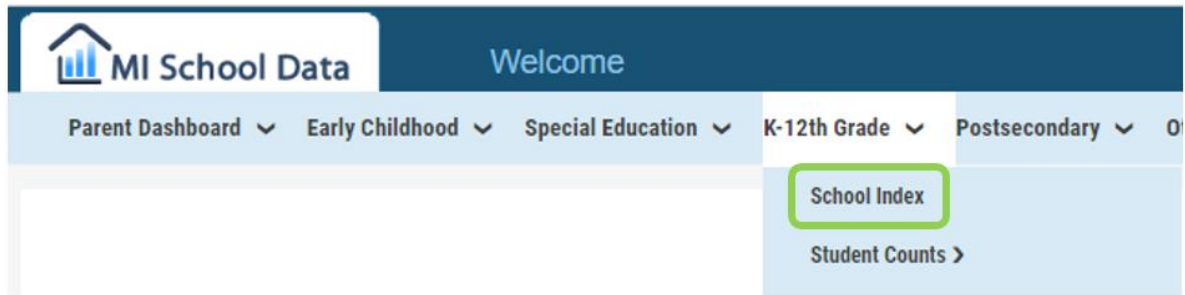 MI School Data
Welcome
Parent Dashboard Early Childhood Special Education K-12th Grade Postsecondary
School Index
Student Counts